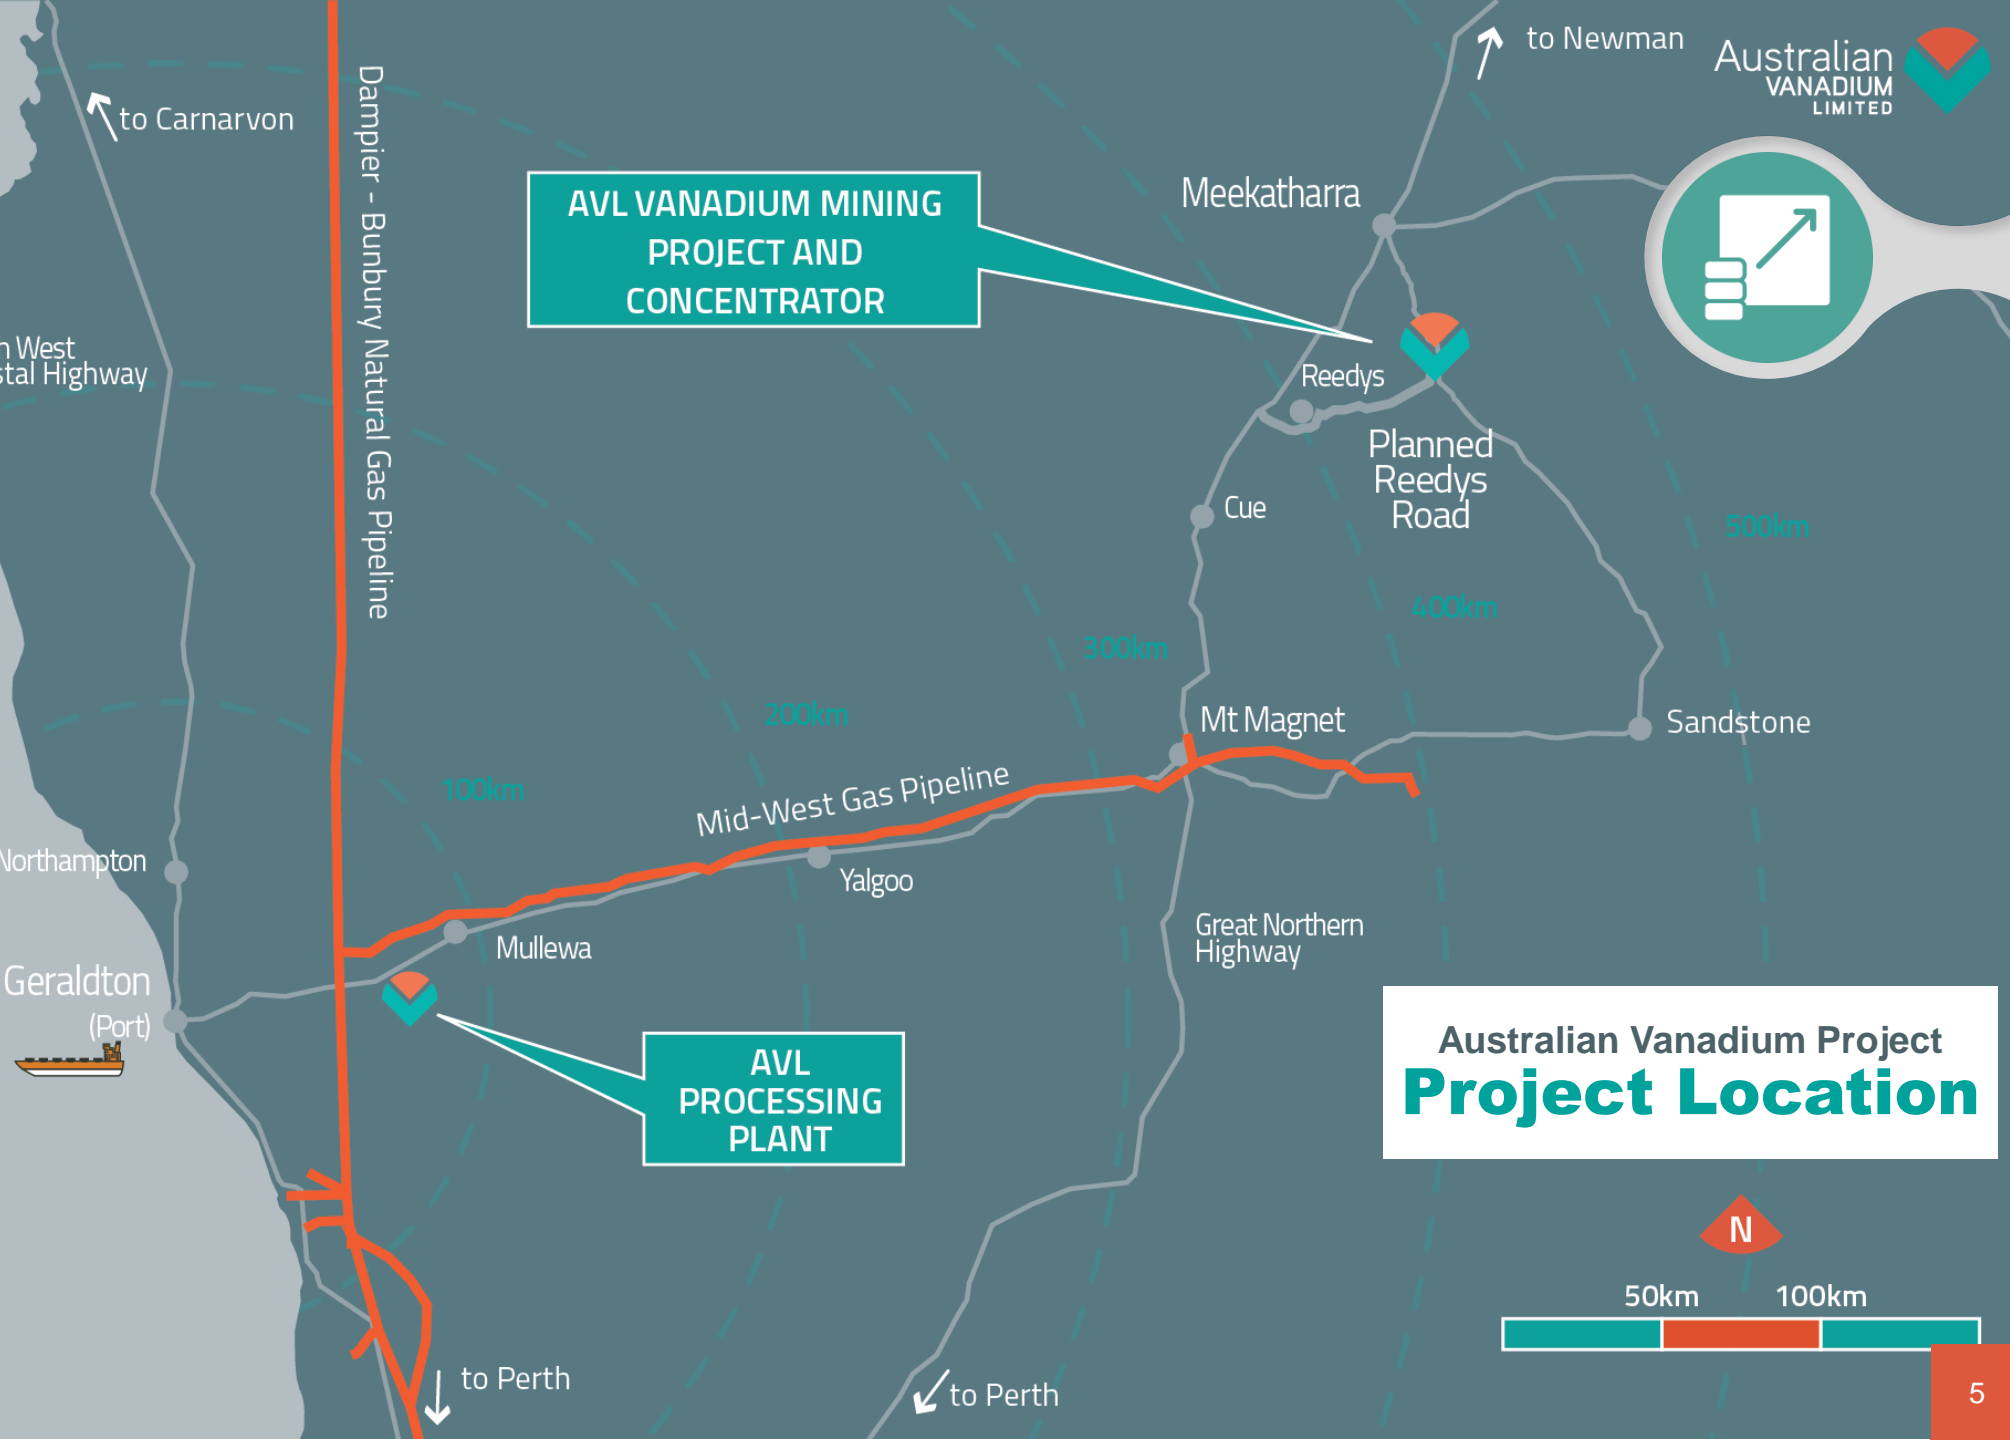 to Newman
Australian
VANADIUM
LIMITED
to Carnarvon
Dampier - Bunbury Natural Gas Pipeline
AVL VANADIUM MINING
PROJECT AND
CONCENTRATOR
Meekatharra
n West
stal Highway
Reedys
Planned
Reedys
Road
Cue
500km
400km
300km
200km
100km
Mt Magnet
Sandstone
Mid-West Gas Pipeline
Northampton
Yalgoo
Mullewa
Great Northern
Highway
Geraldton
(Port)
AVL
PROCESSING
PLANT
Australian Vanadium Project
Project Location
N
50km 100km
to Perth
to Perth
5